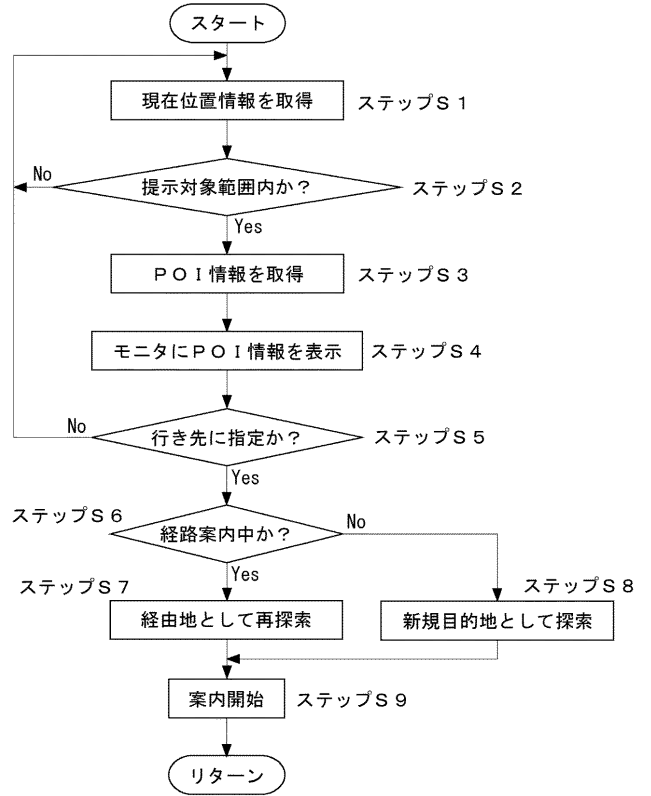 スタート
現在位置情報を取得
ステップＳ１
提示対象範囲内か？
ステップＳ２
No
Yes
ＰＯＩ情報を取得
ステップＳ３
モニタにＰＯＩ情報を表示
ステップＳ４
行き先に指定か？
ステップＳ５
No
Yes
ステップＳ６
経路案内中か？
No
Yes
ステップＳ７
ステップＳ８
経由地として再探索
新規目的地として探索
案内開始
ステップＳ９
リターン